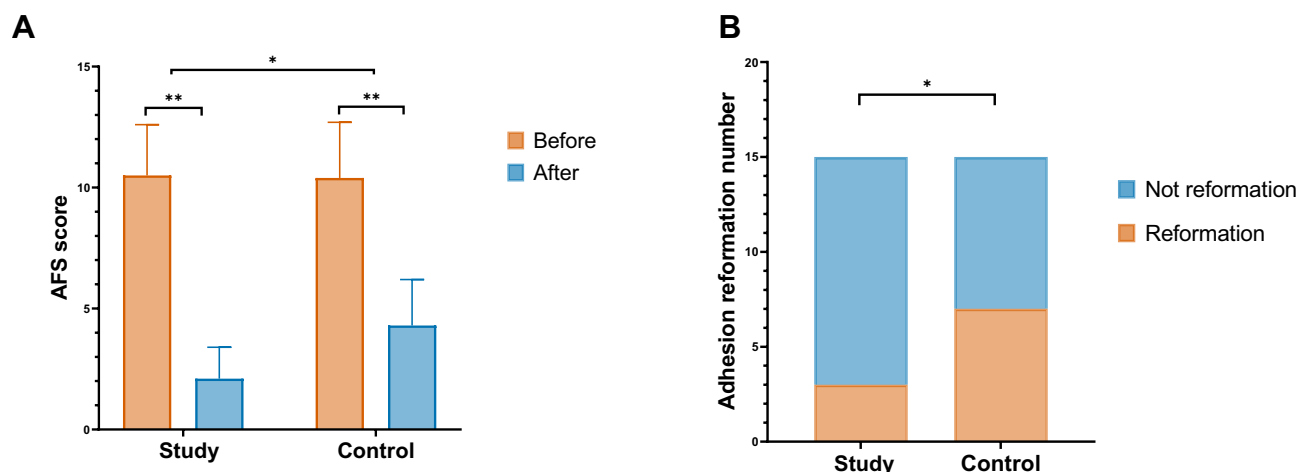 A
AFS score
15
10
5
0
*
**
**
Study
Control
Before
After
B
Adhesion reformation number
20
15
10
5
0
*
Study
Control
Not reformation
Reformation